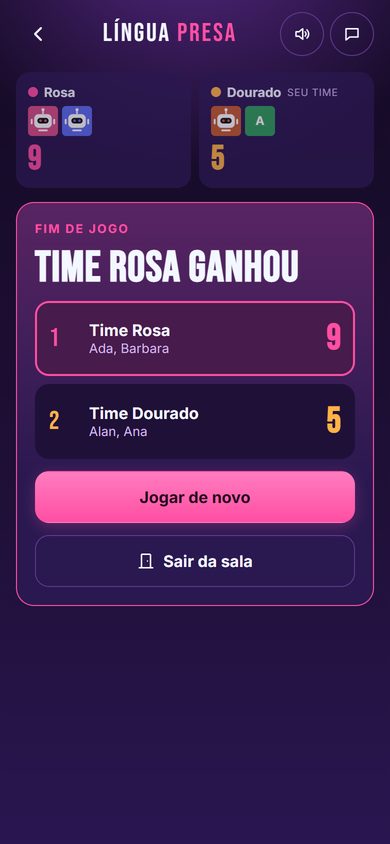 LÍNGUA PRESA
Rosa
9
Dourado SEU TIME
A
5
FIM DE JOGO
TIME ROSA GANHOU
1 Time Rosa 9
Ada, Barbara
2 Time Dourado 5
Alan, Ana
Jogar de novo
Sair da sala